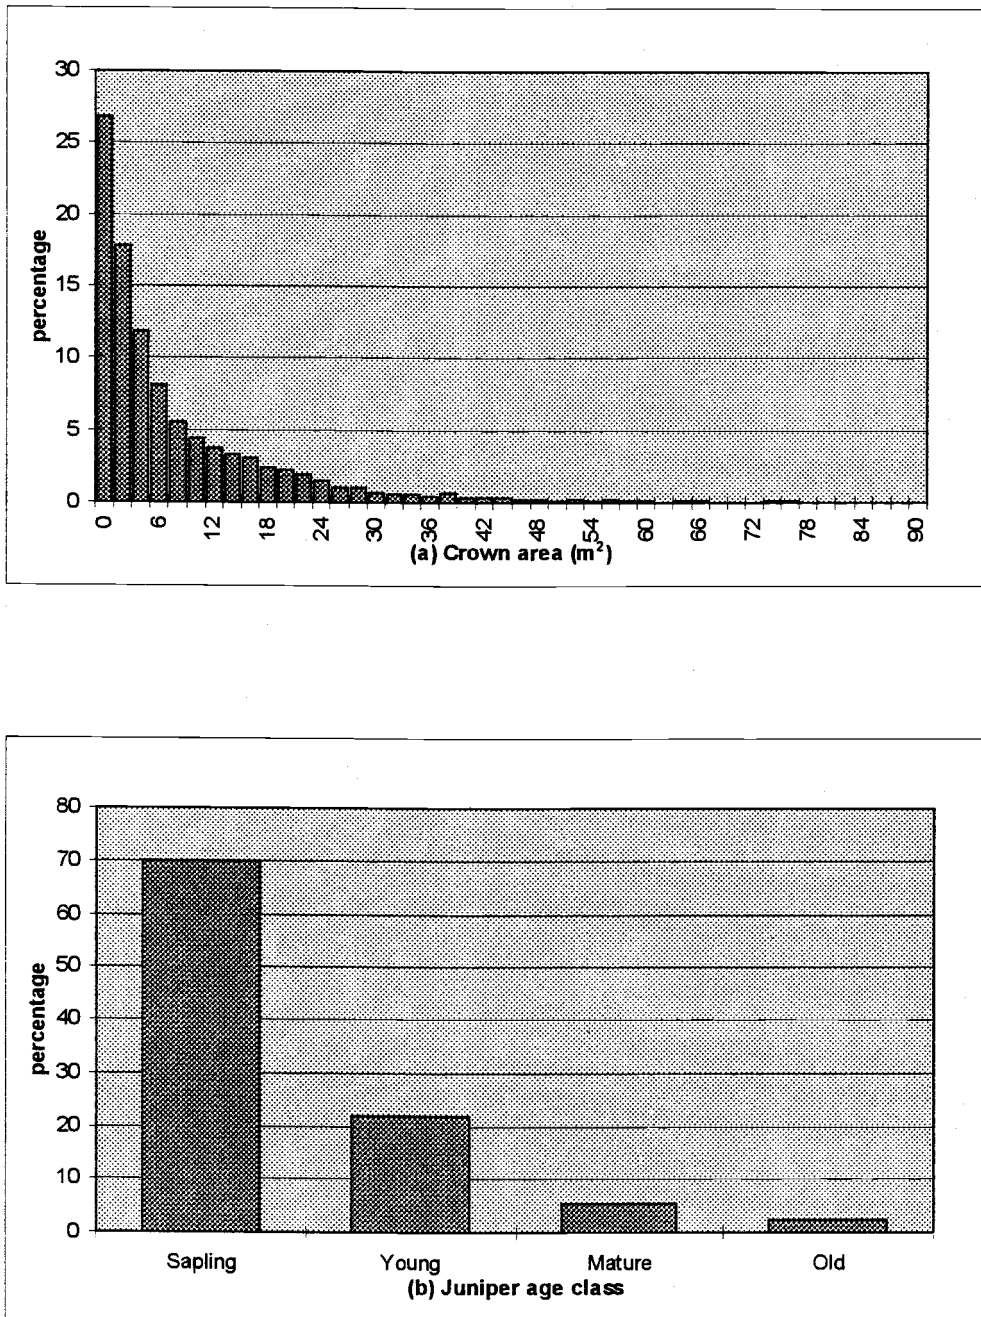 30
25
20
15
10
5
0
percentage
0 6 12 18 24 30 36 42 48 54 60 66 72 78 84 90
(a) Crown area (m²)
80
70
60
50
40
30
20
10
0
percentage
Sapling Young Mature Old
(b) Juniper age class